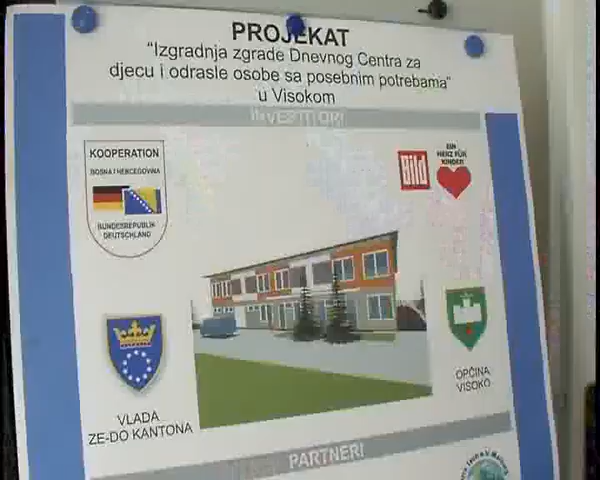 PROJEKAT
"Izgradnja zgrade Dnevnog Centra za
djecu i odrasle osobe sa posebnim potrebama"
u Visokom
INVESTITORI
KOOPERATION
BOSNA I HERCEGOVINA
BUNDESREPUBLIK
DEUTSCHLAND
Bild
EIN
HERZ FÜR
KINDER
VLADA
ZE-DO KANTONA
OPĆINA
VISOKO
PARTNERI